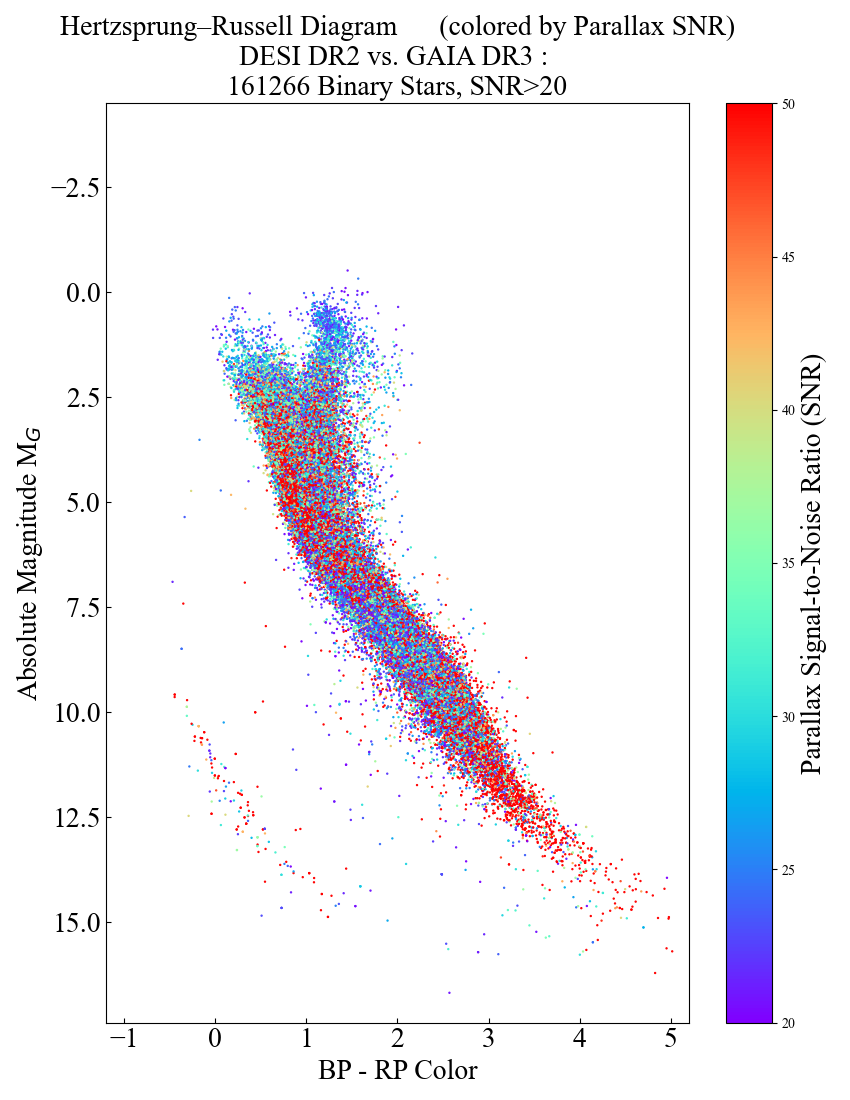 Hertzsprung–Russell Diagram (colored by Parallax SNR)
DESI DR2 vs. GAIA DR3 :
161266 Binary Stars, SNR>20
−2.5
0.0
2.5
5.0
7.5
10.0
12.5
15.0
Absolute Magnitude M_G
−1 0 1 2 3 4 5
BP - RP Color
50
45
40
35
30
25
20
Parallax Signal-to-Noise Ratio (SNR)